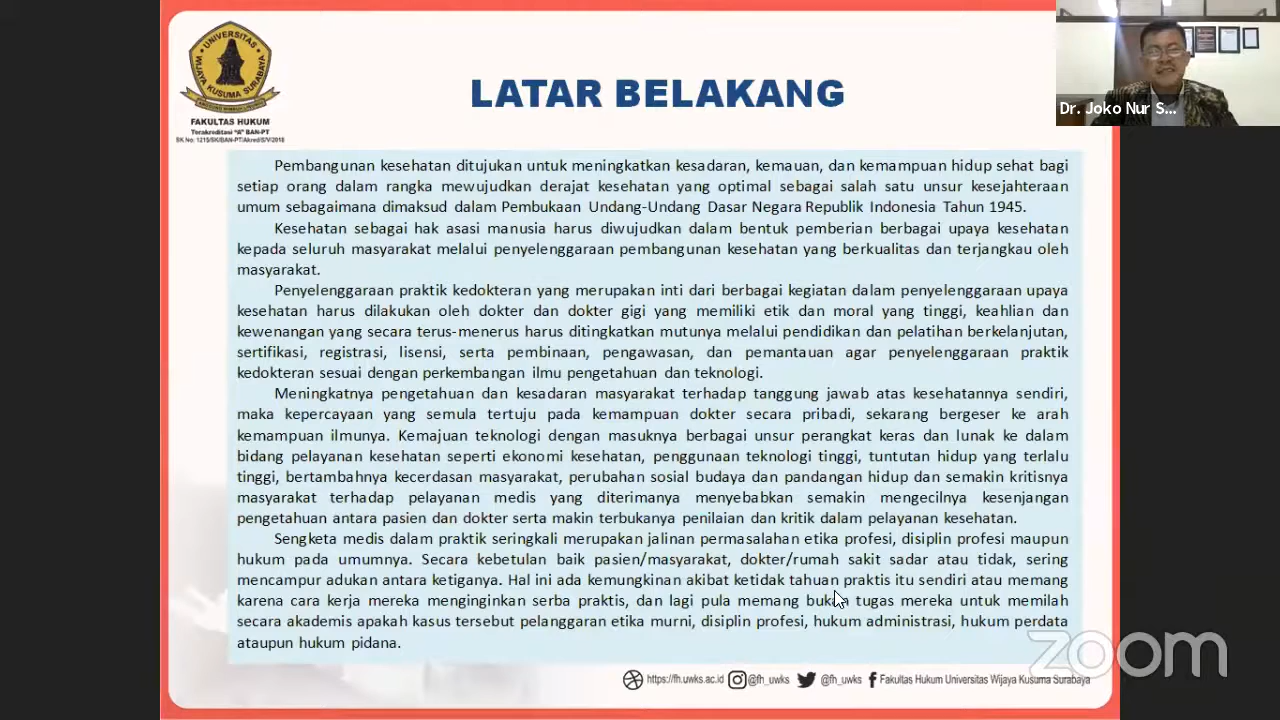 UNIVERSITAS
WIJAYA KUSUMA SURABAYA
FAKULTAS HUKUM
Terakreditasi "A" BAN-PT
SK No: 1215/SK/BAN-PT/Akred/S/V/2018
LATAR BELAKANG
Dr. Joko Nur S...
Pembangunan kesehatan ditujukan untuk meningkatkan kesadaran, kemauan, dan kemampuan hidup sehat bagi
setiap orang dalam rangka mewujudkan derajat kesehatan yang optimal sebagai salah satu unsur kesejahteraan
umum sebagaimana dimaksud dalam Pembukaan Undang-Undang Dasar Negara Republik Indonesia Tahun 1945.
Kesehatan sebagai hak asasi manusia harus diwujudkan dalam bentuk pemberian berbagai upaya kesehatan
kepada seluruh masyarakat melalui penyelenggaraan pembangunan kesehatan yang berkualitas dan terjangkau oleh
masyarakat.
Penyelenggaraan praktik kedokteran yang merupakan inti dari berbagai kegiatan dalam penyelenggaraan upaya
kesehatan harus dilakukan oleh dokter dan dokter gigi yang memiliki etik dan moral yang tinggi, keahlian dan
kewenangan yang secara terus-menerus harus ditingkatkan mutunya melalui pendidikan dan pelatihan berkelanjutan,
sertifikasi, registrasi, lisensi, serta pembinaan, pengawasan, dan pemantauan agar penyelenggaraan praktik
kedokteran sesuai dengan perkembangan ilmu pengetahuan dan teknologi.
Meningkatnya pengetahuan dan kesadaran masyarakat terhadap tanggung jawab atas kesehatannya sendiri,
maka kepercayaan yang semula tertuju pada kemampuan dokter secara pribadi, sekarang bergeser ke arah
kemampuan ilmunya. Kemajuan teknologi dengan masuknya berbagai unsur perangkat keras dan lunak ke dalam
bidang pelayanan kesehatan seperti ekonomi kesehatan, penggunaan teknologi tinggi, tuntutan hidup yang terlalu
tinggi, bertambahnya kecerdasan masyarakat, perubahan sosial budaya dan pandangan hidup dan semakin kritisnya
masyarakat terhadap pelayanan medis yang diterimanya menyebabkan semakin mengecilnya kesenjangan
pengetahuan antara pasien dan dokter serta makin terbukanya penilaian dan kritik dalam pelayanan kesehatan.
Sengketa medis dalam praktik seringkali merupakan jalinan permasalahan etika profesi, disiplin profesi maupun
hukum pada umumnya. Secara kebetulan baik pasien/masyarakat, dokter/rumah sakit sadar atau tidak, sering
mencampur adukan antara ketiganya. Hal ini ada kemungkinan akibat ketidak tahuan praktis itu sendiri atau memang
karena cara kerja mereka menginginkan serba praktis, dan lagi pula memang bukan tugas mereka untuk memilah
secara akademis apakah kasus tersebut pelanggaran etika murni, disiplin profesi, hukum administrasi, hukum perdata
ataupun hukum pidana.
zoom
https://fh.uwks.ac.id @fh_uwks @fh_uwks Fakultas Hukum Universitas Wijaya Kusuma Surabaya